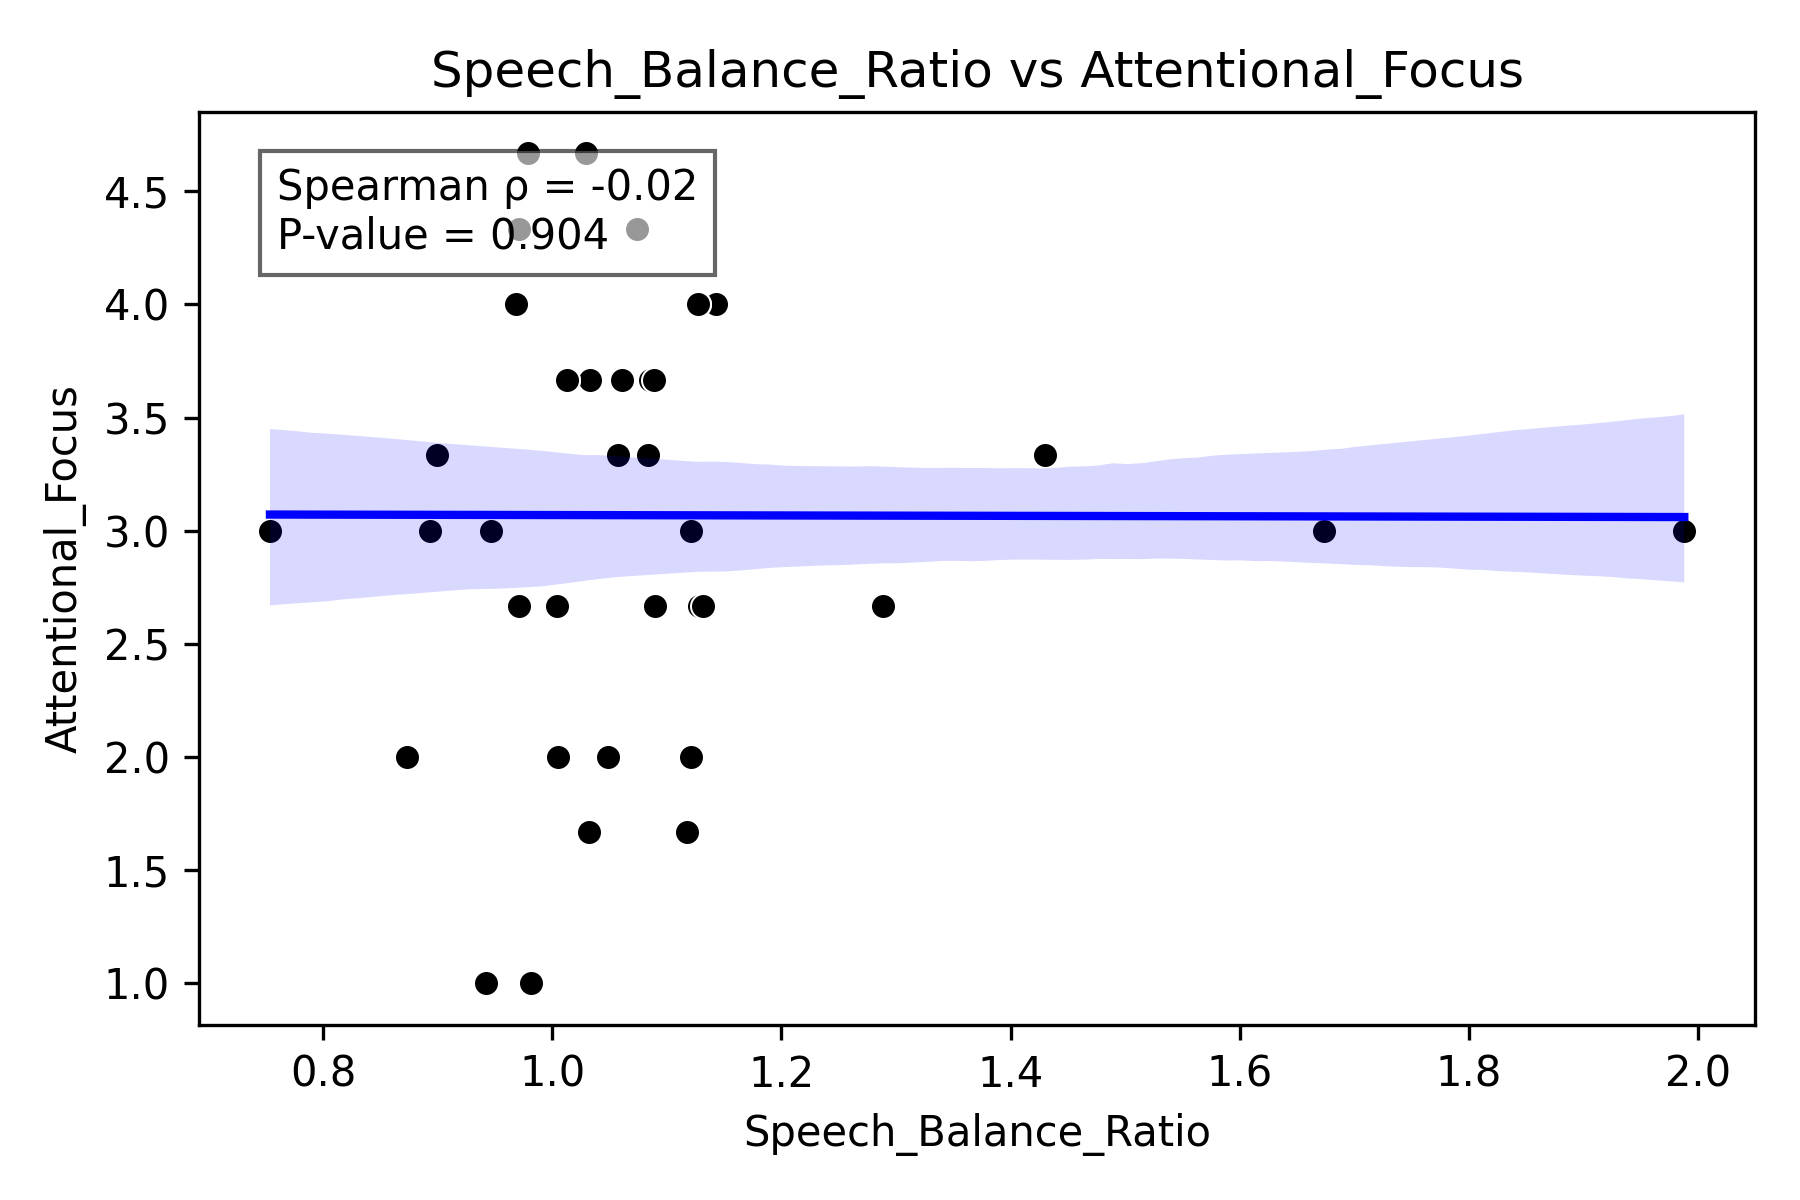 Speech_Balance_Ratio vs Attentional_Focus
Spearman ρ = -0.02
P-value = 0.904
Attentional_Focus
4.5
4.0
3.5
3.0
2.5
2.0
1.5
1.0
0.8 1.0 1.2 1.4 1.6 1.8 2.0
Speech_Balance_Ratio